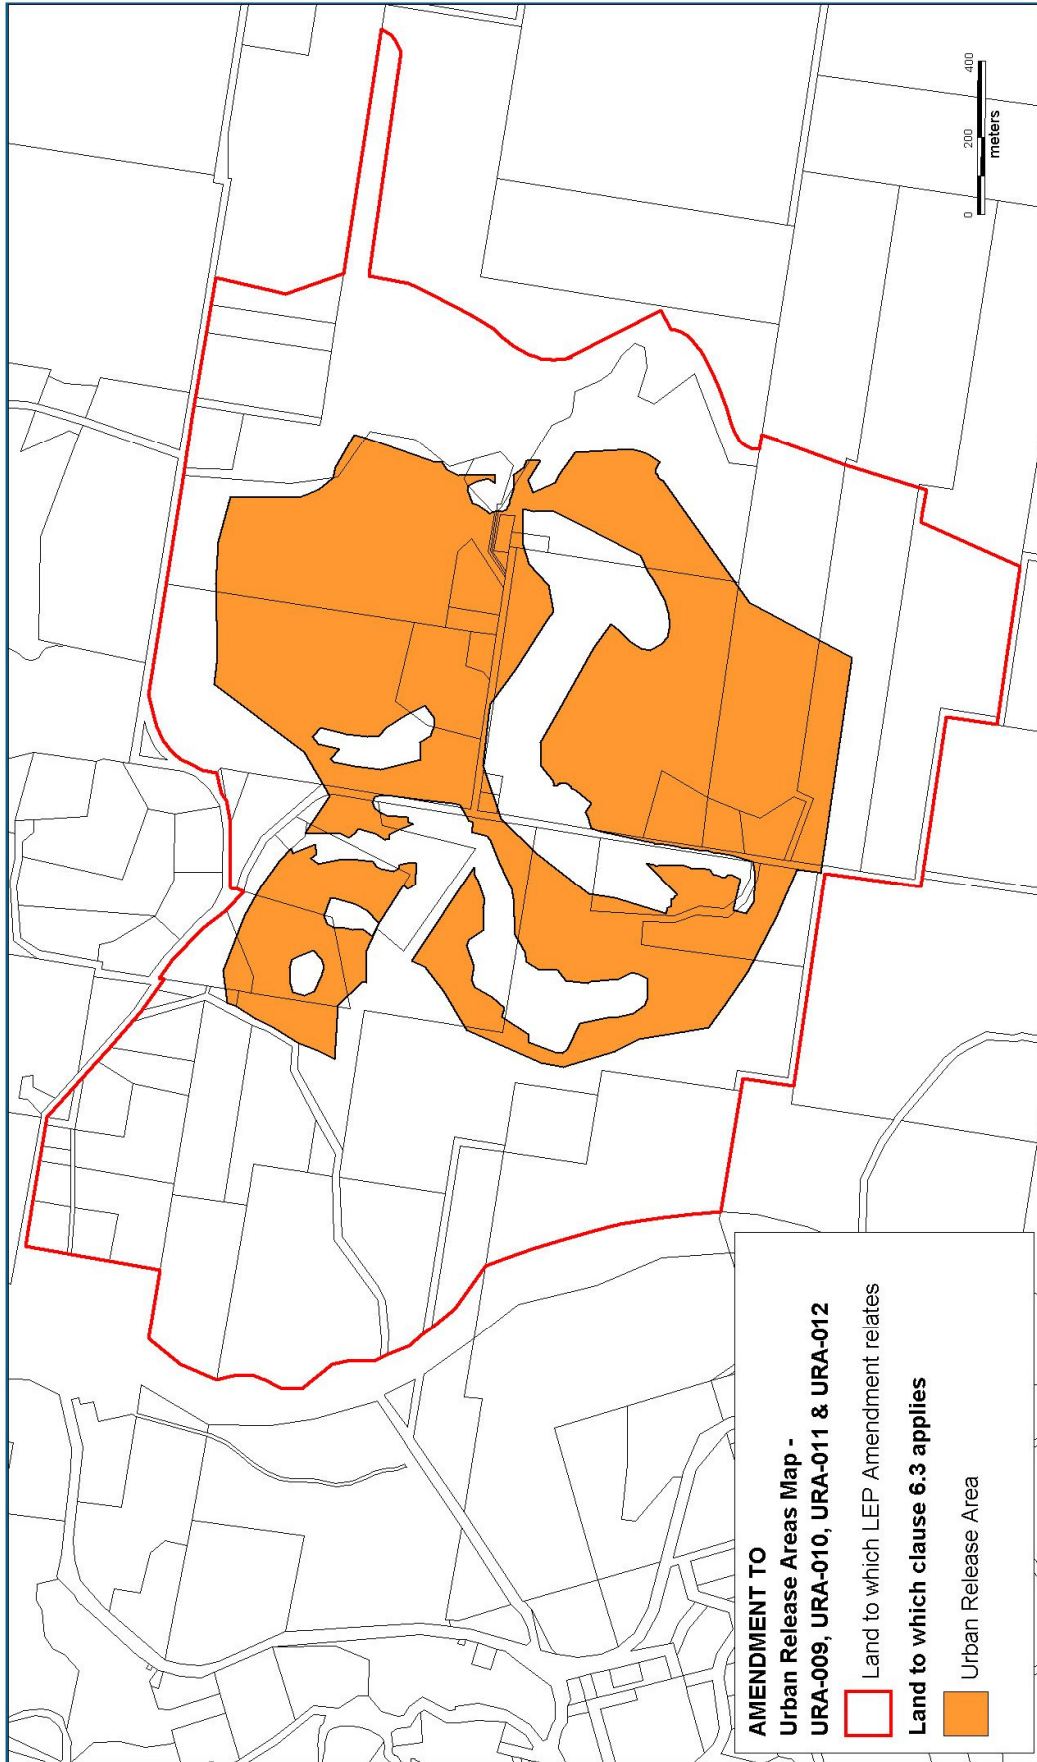 AMENDMENT TO
Urban Release Areas Map -
URA-009, URA-010, URA-011 & URA-012
Land to which LEP Amendment relates
Land to which clause 6.3 applies
Urban Release Area
0 200 400
meters